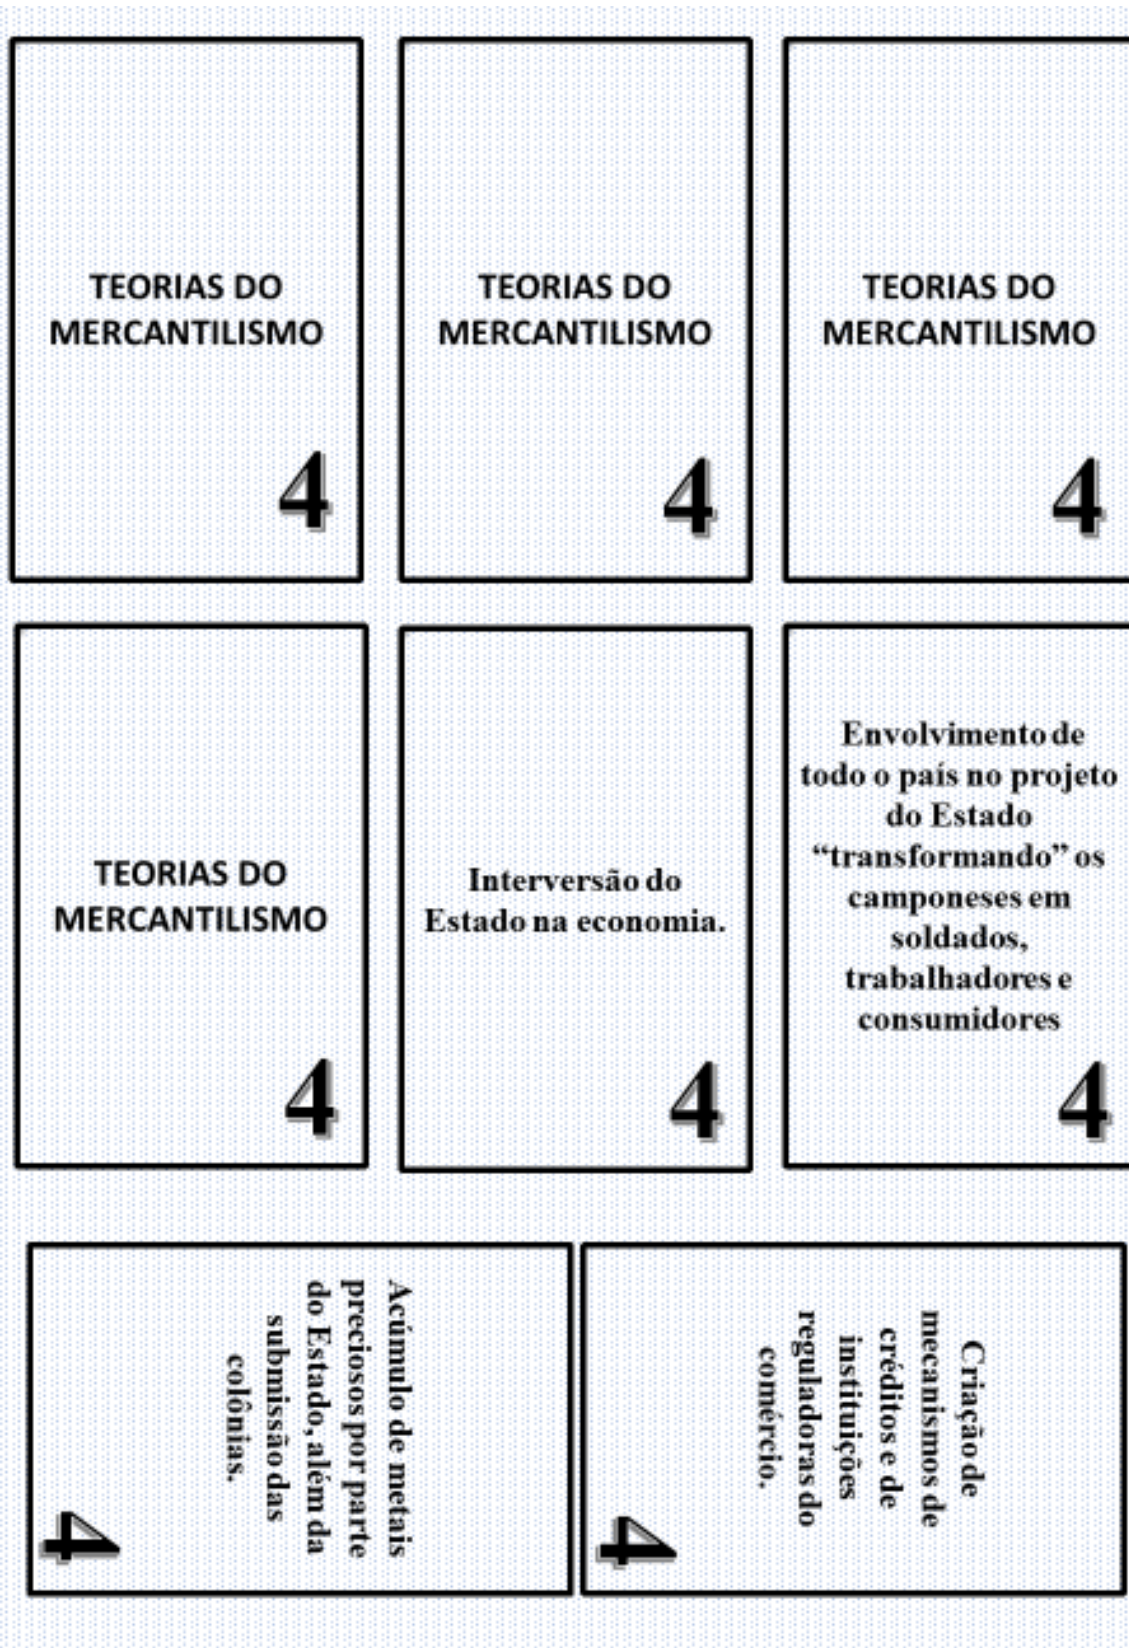 TEORIAS DO
MERCANTILISMO
4
TEORIAS DO
MERCANTILISMO
4
TEORIAS DO
MERCANTILISMO
4
TEORIAS DO
MERCANTILISMO
4
Interversão do
Estado na economia.
4
Envolvimento de
todo o país no projeto
do Estado
“transformando” os
camponeses em
soldados,
trabalhadores e
consumidores
4
Acúmulo de metais
preciosos por parte
do Estado, além da
submissão das
colônias.
4
Criação de
mecanismos de
créditos e de
instituições
reguladoras do
comércio.
4